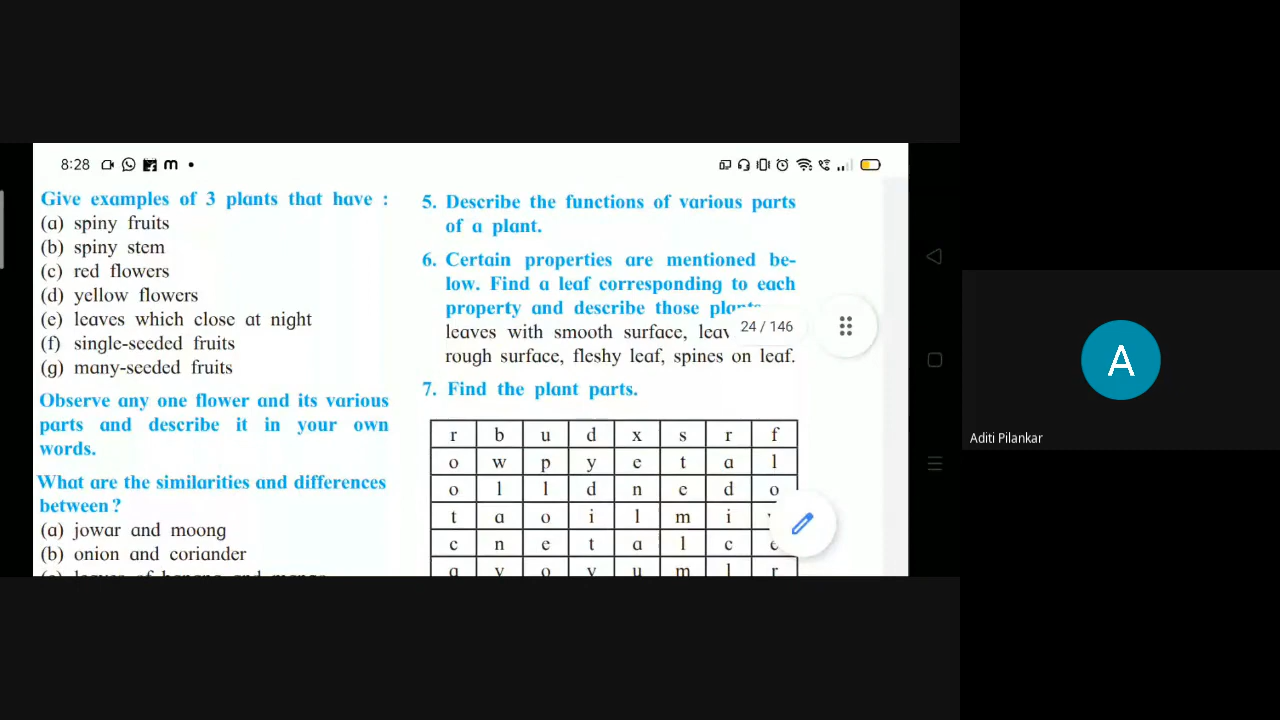 8:28
Give examples of 3 plants that have :
(a) spiny fruits
(b) spiny stem
(c) red flowers
(d) yellow flowers
(e) leaves which close at night
(f) single-seeded fruits
(g) many-seeded fruits
Observe any one flower and its various
parts and describe it in your own
words.
What are the similarities and differences
between ?
(a) jowar and moong
(b) onion and coriander
5. Describe the functions of various parts
of a plant.
6. Certain properties are mentioned be-
low. Find a leaf corresponding to each
property and describe those
leaves with smooth surface,
rough surface, fleshy leaf, spines on leaf.
24 / 146
7. Find the plant parts.
r b u d x s r f
o w p y e t a l
o l l d n e d o
t a o i l m i
c n e t a l c e
a v o v u m l r
A
Aditi Pilankar